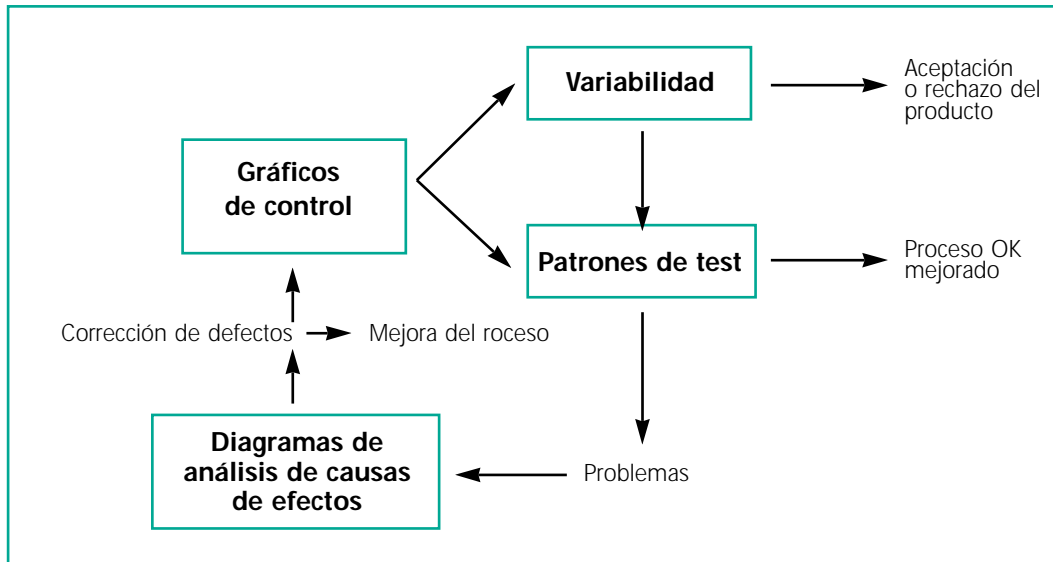 Variabilidad
Aceptación
o rechazo del
producto
Gráficos
de control
Patrones de test
Proceso OK
mejorado
Corrección de defectos
Mejora del roceso
Diagramas de
análisis de causas
de efectos
Problemas